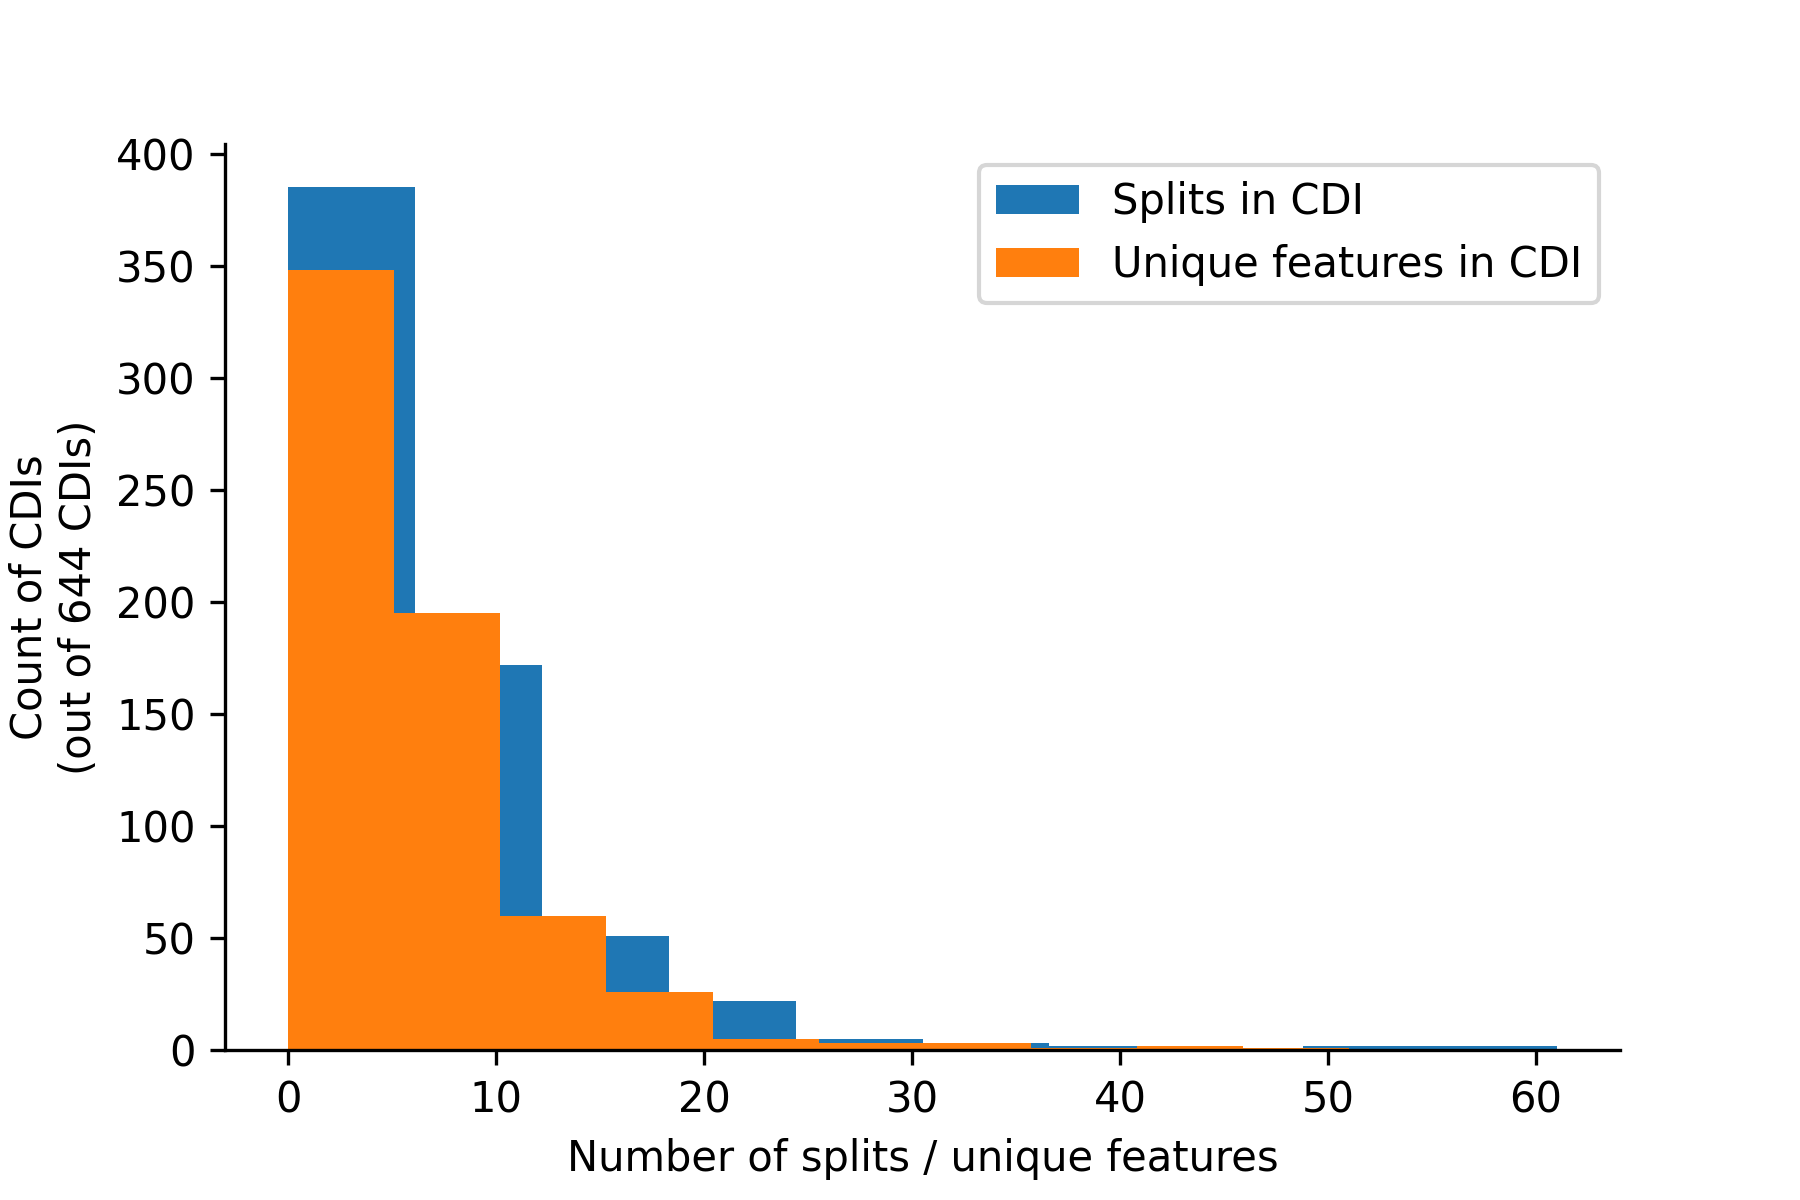 400
350
300
250
200
150
100
50
0
Count of CDIs
(out of 644 CDIs)
Splits in CDI
Unique features in CDI
0 10 20 30 40 50 60
Number of splits / unique features